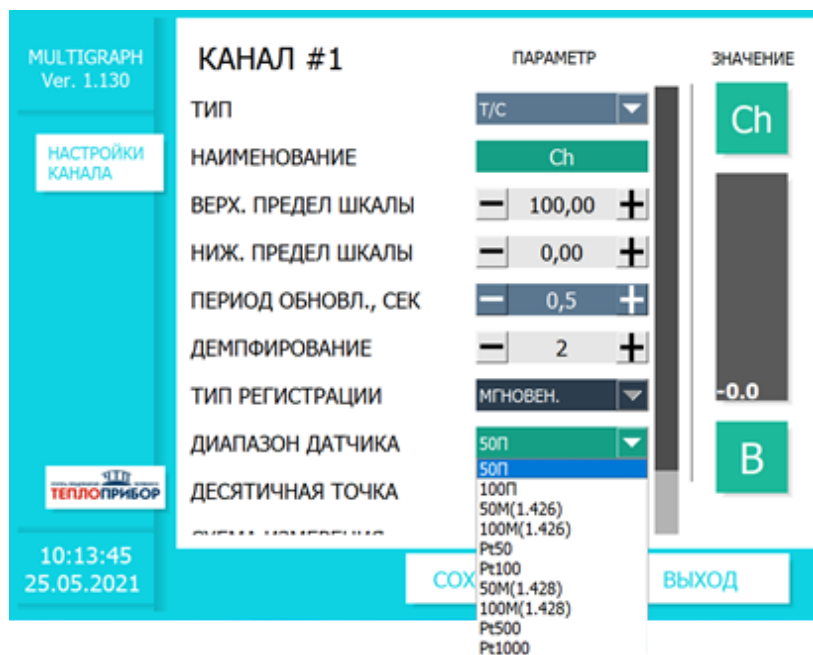 MULTIGRAPH
Ver. 1.130
НАСТРОЙКИ
КАНАЛА
ТЕПЛОПРИБОР
10:13:45
25.05.2021
КАНАЛ #1
ПАРАМЕТР
ЗНАЧЕНИЕ
ТИП
Т/С
НАИМЕНОВАНИЕ
Ch
ВЕРХ. ПРЕДЕЛ ШКАЛЫ
100,00
НИЖ. ПРЕДЕЛ ШКАЛЫ
0,00
ПЕРИОД ОБНОВЛ., СЕК
0,5
ДЕМПФИРОВАНИЕ
2
ТИП РЕГИСТРАЦИИ
МГНОВЕН.
ДИАПАЗОН ДАТЧИКА
50П
50П
100П
50М(1.426)
100М(1.426)
Pt50
Pt100
50М(1.428)
100М(1.428)
Pt500
Pt1000
ДЕСЯТИЧНАЯ ТОЧКА
Ch
-0.0
В
СОХ
ВЫХОД